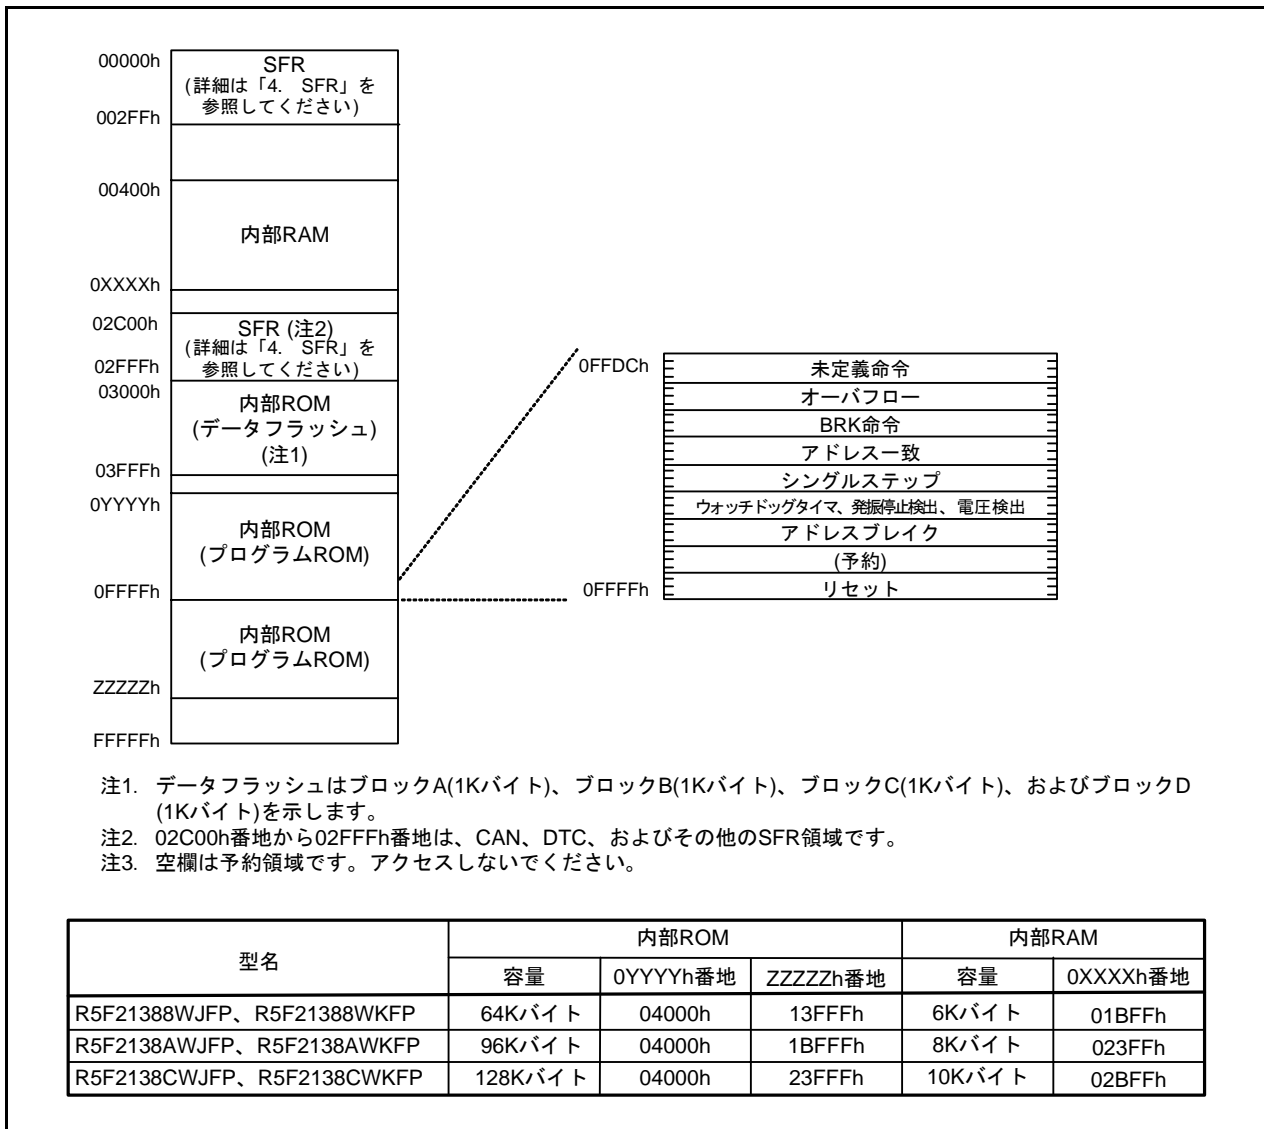 00000h
SFR
(詳細は「4. SFR」を
参照してください)
002FFh
00400h
内部RAM
0XXXXh
02C00h
SFR (注2)
(詳細は「4. SFR」を
参照してください)
02FFFh
03000h
内部ROM
(データフラッシュ)
(注1)
03FFFh
0YYYYh
内部ROM
(プログラムROM)
0FFFFh
内部ROM
(プログラムROM)
ZZZZZh
FFFFFh
0FFDCh
未定義命令
オーバフロー
BRK命令
アドレス一致
シングルステップ
ウォッチドッグタイマ、発振停止検出、電圧検出
アドレスブレイク
(予約)
0FFFFh
リセット
注1. データフラッシュはブロックA(1Kバイト)、ブロックB(1Kバイト)、ブロックC(1Kバイト)、およびブロックD
(1Kバイト)を示します。
注2. 02C00h番地から02FFFh番地は、CAN、DTC、およびその他のSFR領域です。
注3. 空欄は予約領域です。アクセスしないでください。
型名 内部ROM 内部RAM
容量 0YYYYh番地 ZZZZZh番地 容量 0XXXXh番地
R5F21388WJFP、R5F21388WKFP 64Kバイト 04000h 13FFFh 6Kバイト 01BFFh
R5F2138AWJFP、R5F2138AWKFP 96Kバイト 04000h 1BFFFh 8Kバイト 023FFh
R5F2138CWJFP、R5F2138CWKFP 128Kバイト 04000h 23FFFh 10Kバイト 02BFFh